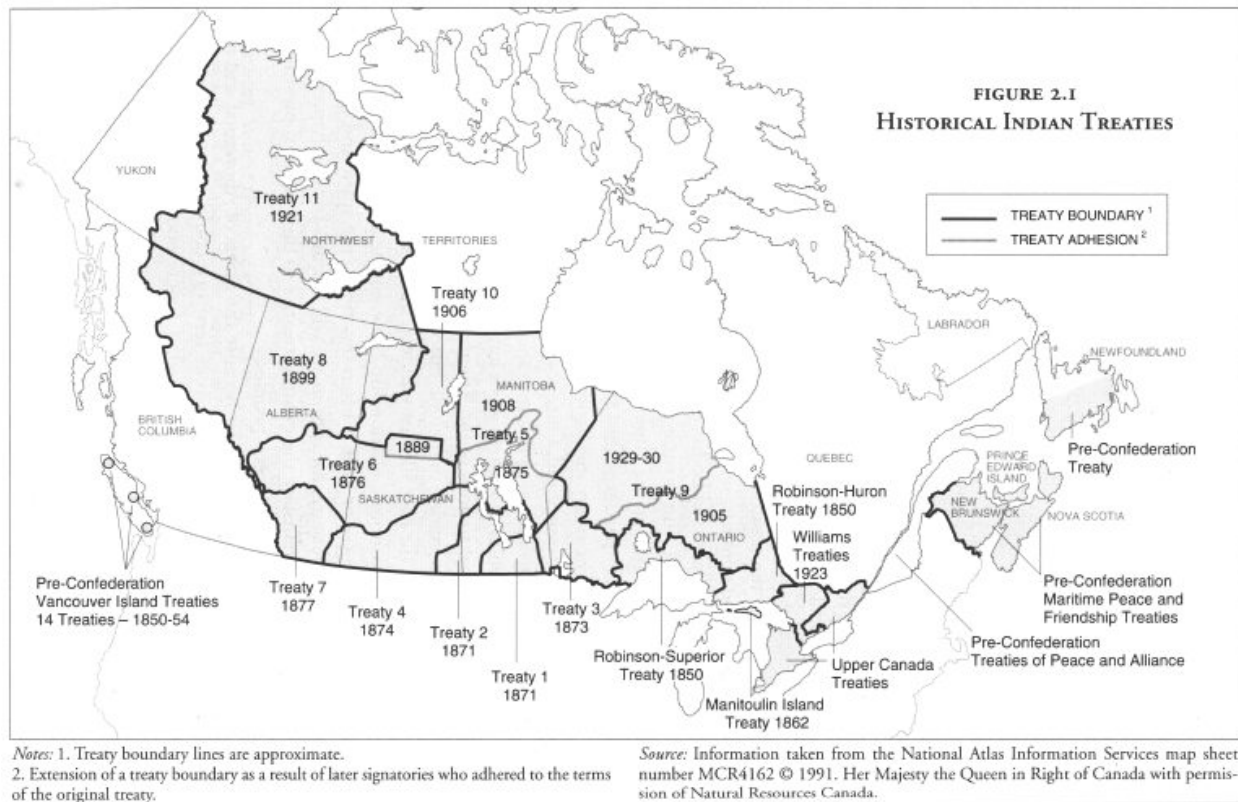 FIGURE 2.1
HISTORICAL INDIAN TREATIES
TREATY BOUNDARY 1
TREATY ADHESION 2
YUKON
Treaty 11
1921
NORTHWEST
TERRITORIES
Treaty 10
1906
LABRADOR
NEWFOUNDLAND
Treaty 8
1899
MANITOBA
ALBERTA
1908
BRITISH
COLUMBIA
1889
Treaty 5
Pre-Confederation
Treaty
Treaty 6
1876
1875
1929-30
QUEBEC
PRINCE
EDWARD
ISLAND
SASKATCHEWAN
Treaty 9
Robinson-Huron
Treaty 1850
NEW
BRUNSWICK
NOVA SCOTIA
1905
ONTARIO
Williams
Treaties
1923
Pre-Confederation
Vancouver Island Treaties
14 Treaties – 1850-54
Treaty 7
1877
Treaty 4
1874
Treaty 2
1871
Treaty 1
1871
Treaty 3
1873
Robinson-Superior
Treaty 1850
Manitoulin Island
Treaty 1862
Upper Canada
Treaties
Pre-Confederation
Maritime Peace and
Friendship Treaties
Pre-Confederation
Treaties of Peace and Alliance
Notes: 1. Treaty boundary lines are approximate.
2. Extension of a treaty boundary as a result of later signatories who adhered to the terms
of the original treaty.
Source: Information taken from the National Atlas Information Services map sheet
number MCR4162 © 1991. Her Majesty the Queen in Right of Canada with permis-
sion of Natural Resources Canada.